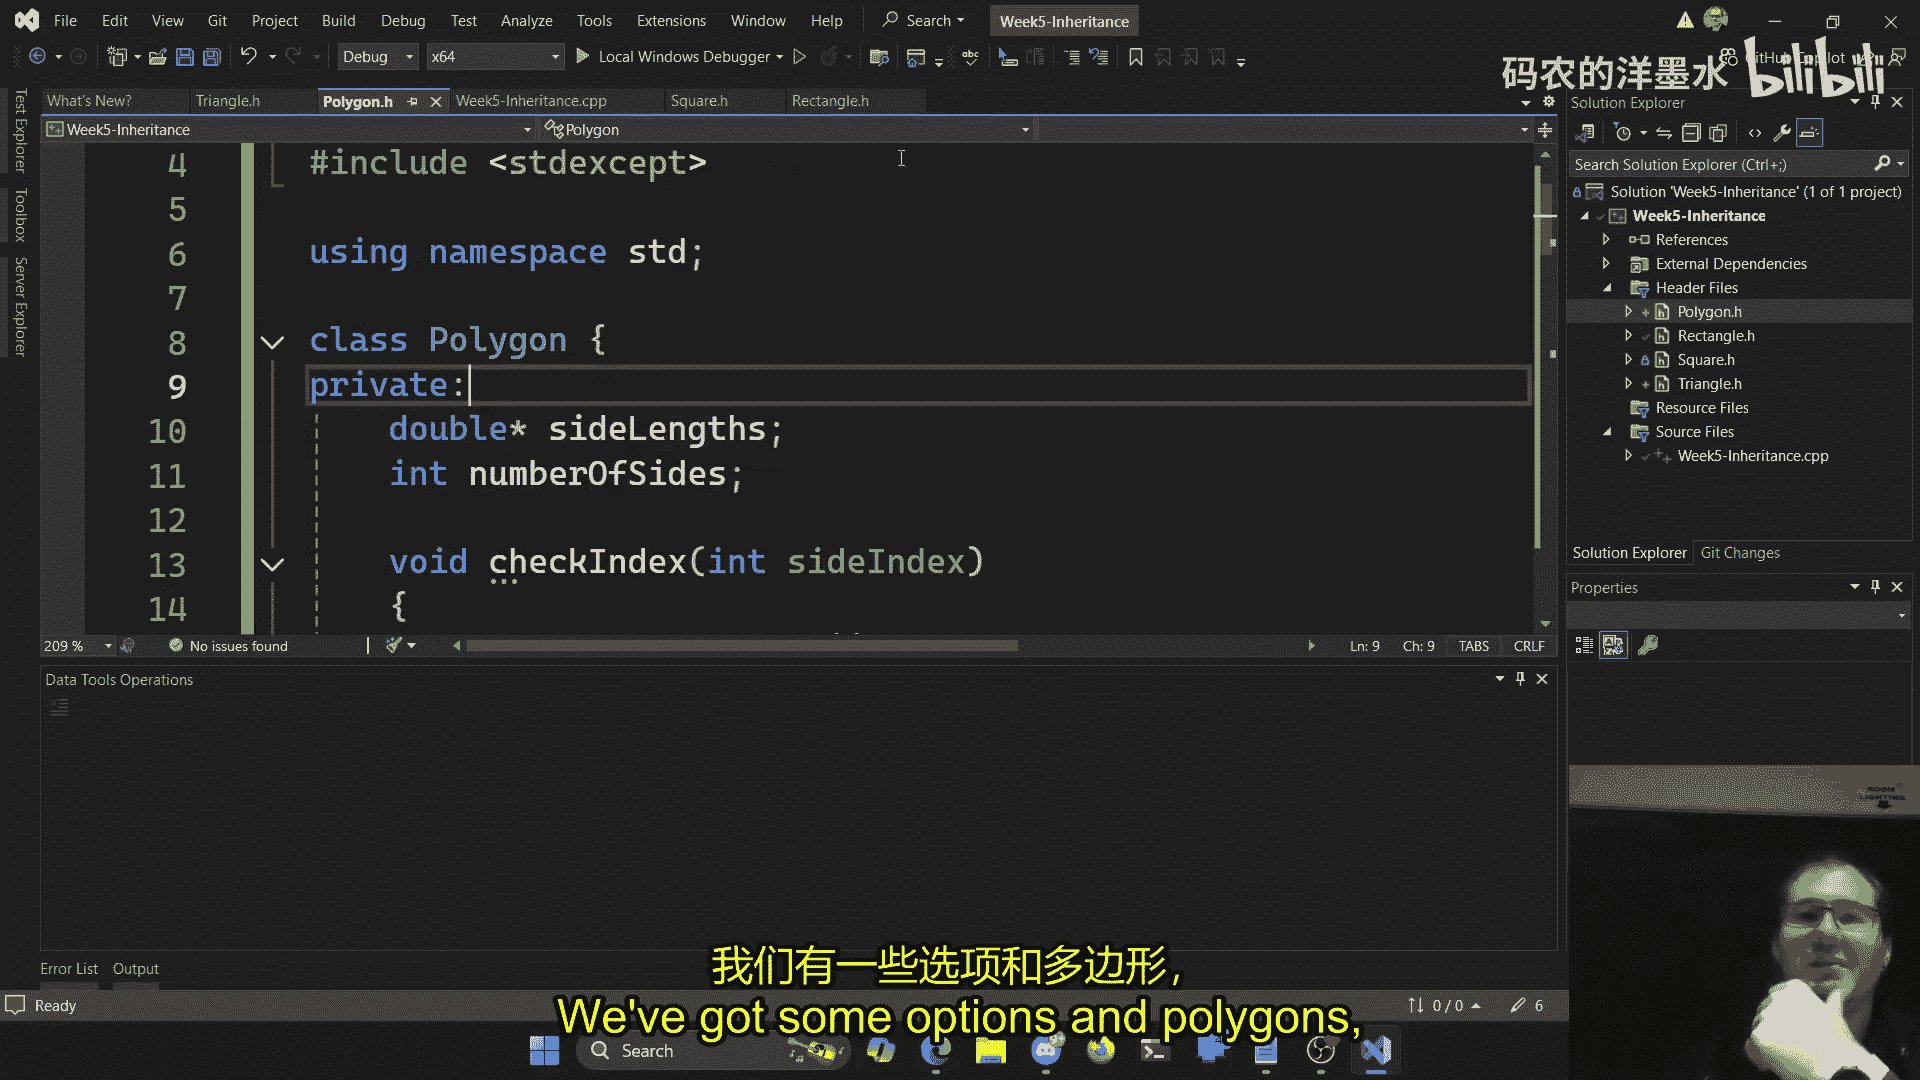 File Edit View Git Project Build Debug Test Analyze Tools Extensions Window Help Search Week5-Inheritance
Debug x64 Local Windows Debugger
码农的洋墨水 bilibili
What's New? Triangle.h Polygon.h Week5-Inheritance.cpp Square.h Rectangle.h
Week5-Inheritance Polygon
Test Explorer
Toolbox
Server Explorer
4 #include <stdexcept>
5
6 using namespace std;
7
8 class Polygon {
9 private:
10 double* sideLengths;
11 int numberOfSides;
12
13 void checkIndex(int sideIndex)
14 {
209 % No issues found Ln: 9 Ch: 9 TABS CRLF
Data Tools Operations
Error List Output
Ready 0 / 0 6
Solution Explorer
Search Solution Explorer (Ctrl+;)
Solution 'Week5-Inheritance' (1 of 1 project)
Week5-Inheritance
References
External Dependencies
Header Files
Polygon.h
Rectangle.h
Square.h
Triangle.h
Resource Files
Source Files
Week5-Inheritance.cpp
Solution Explorer Git Changes
Properties
ROOM
LIGHTING
我们有一些选项和多边形，
We've got some options and polygons,
Search